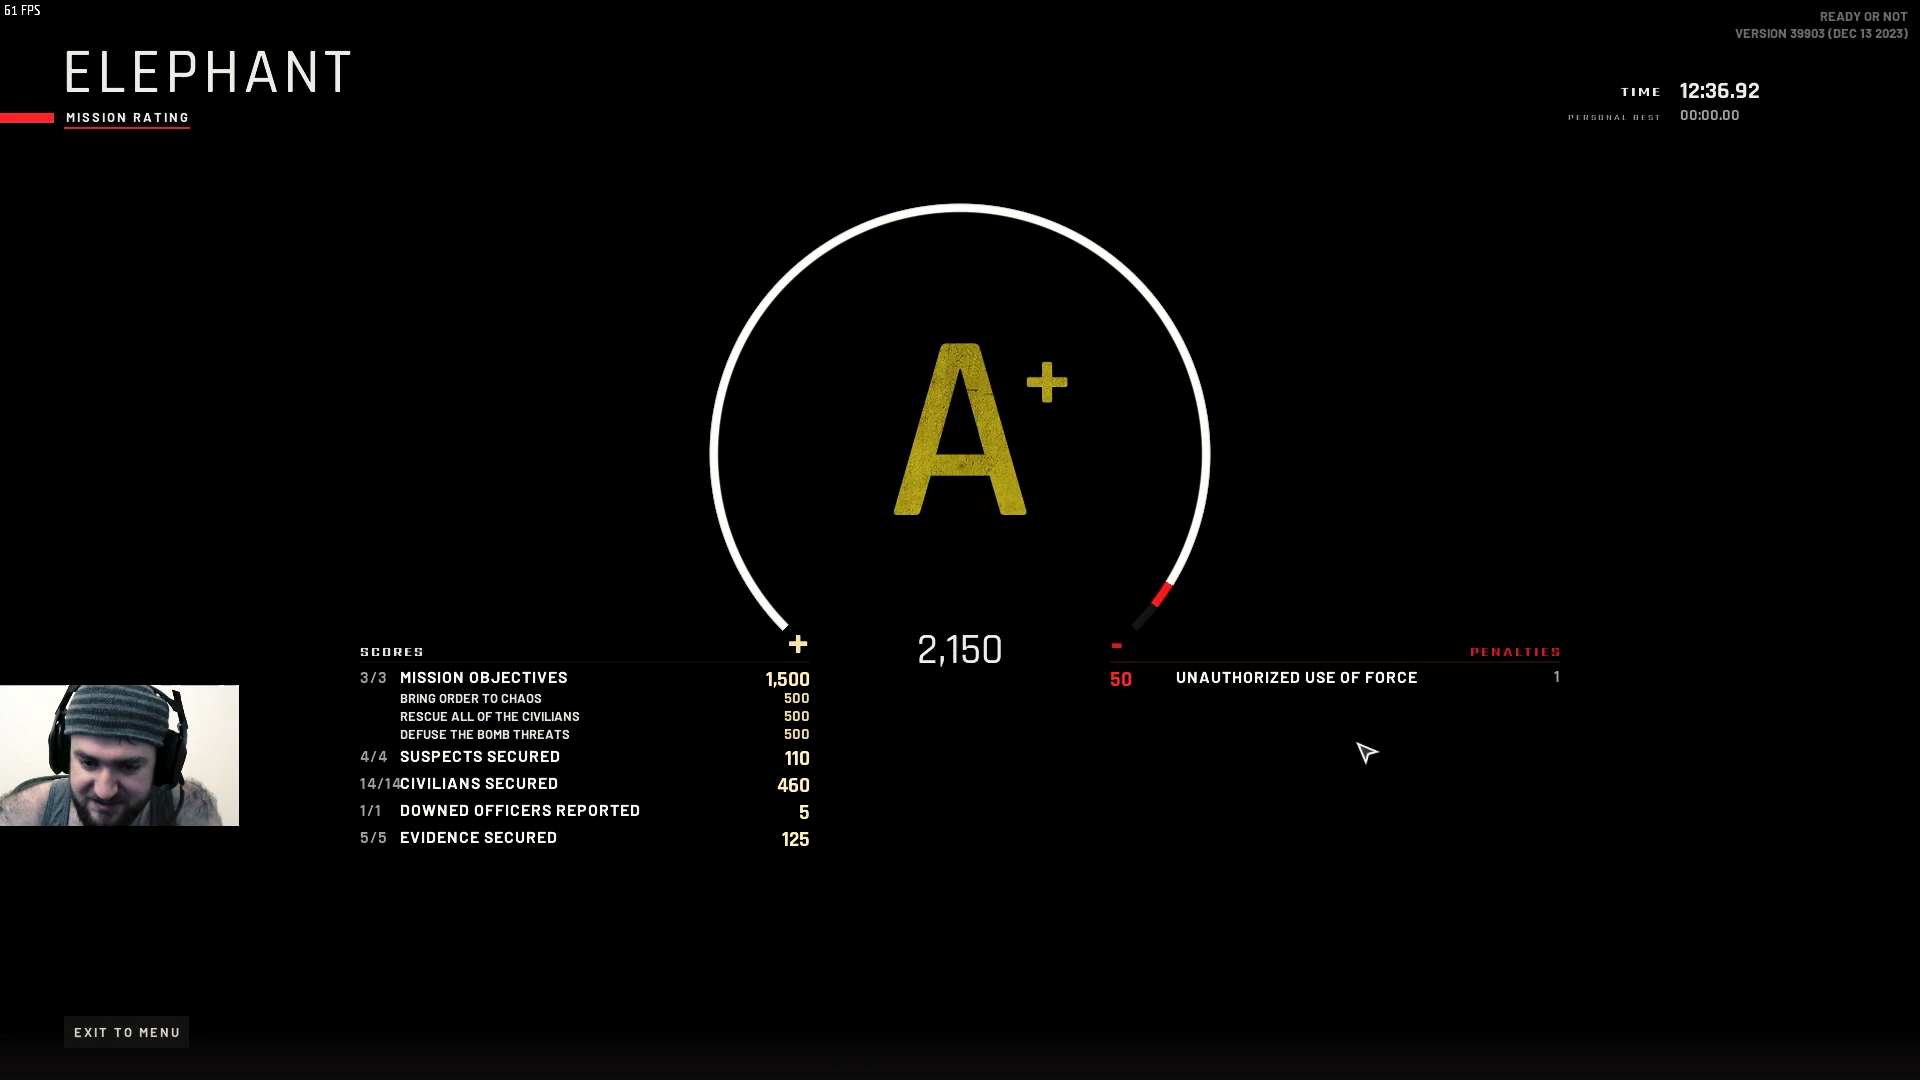 61 FPS
READY OR NOT
VERSION 39903 (DEC 13 2023)
ELEPHANT
MISSION RATING
TIME 12:36.92
PERSONAL BEST 00:00.00
A+
2,150
SCORES +
3/3 MISSION OBJECTIVES 1,500
BRING ORDER TO CHAOS 500
RESCUE ALL OF THE CIVILIANS 500
DEFUSE THE BOMB THREATS 500
4/4 SUSPECTS SECURED 110
14/14 CIVILIANS SECURED 460
1/1 DOWNED OFFICERS REPORTED 5
5/5 EVIDENCE SECURED 125
- PENALTIES
50 UNAUTHORIZED USE OF FORCE 1
EXIT TO MENU